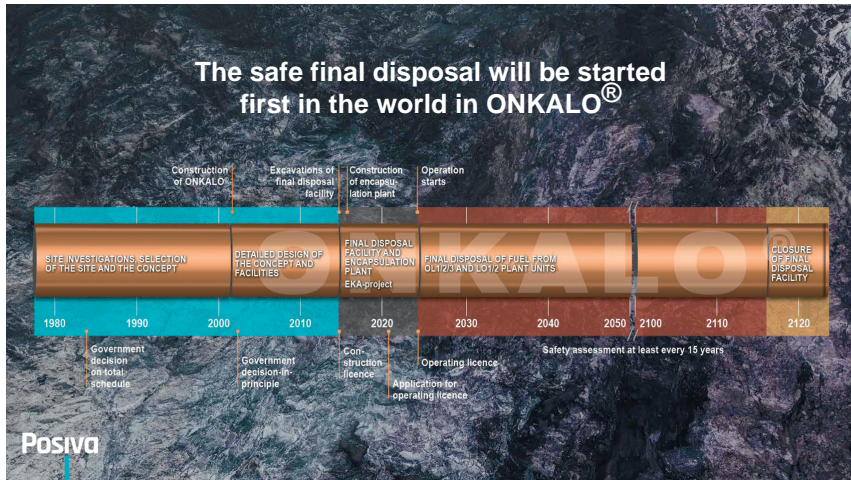 The safe final disposal will be started
first in the world in ONKALO®
Construction
of ONKALO®
Excavations of
final disposal
facility
Construction
of encapsu-
lation plant
Operation
starts
ONKALO®
SITE INVESTIGATIONS, SELECTION
OF THE SITE AND THE CONCEPT
DETAILED DESIGN OF
THE CONCEPT AND
FACILITIES
FINAL DISPOSAL
FACILITY AND
ENCAPSULATION
PLANT
EKA-project
FINAL DISPOSAL OF FUEL FROM
OL1/2/3 AND LO1/2 PLANT UNITS
CLOSURE
OF FINAL
DISPOSAL
FACILITY
1980 1990 2000 2010 2020 2030 2040 2050 2100 2110 2120
Government
decision
on total
schedule
Government
decision-in-
principle
Con-
struction
licence
Application for
operating licence
Operating licence
Safety assessment at least every 15 years
Posiva